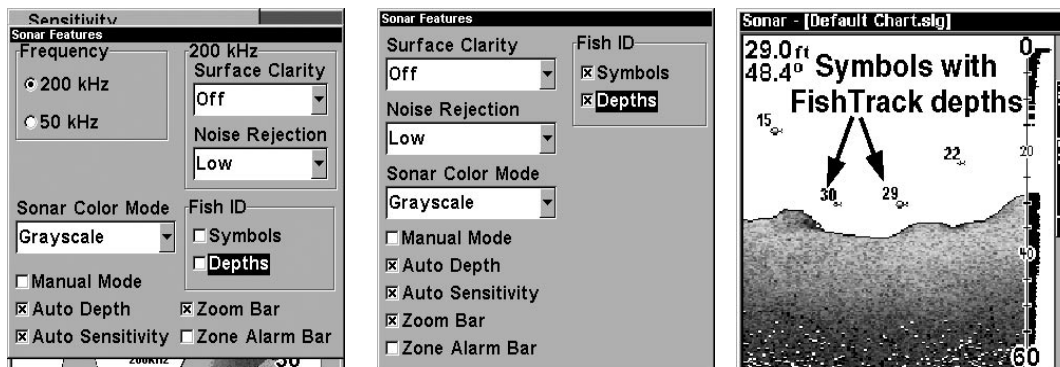 Sensitivity
Sonar Features
Frequency
200 kHz
50 kHz
200 kHz
Surface Clarity
Off
Noise Rejection
Low
Sonar Color Mode
Grayscale
Fish ID
Symbols
Depths
Manual Mode
Auto Depth
Zoom Bar
Auto Sensitivity
Zone Alarm Bar
200kHz
30
Sonar Features
Surface Clarity
Off
Noise Rejection
Low
Sonar Color Mode
Grayscale
Fish ID
Symbols
Depths
Manual Mode
Auto Depth
Auto Sensitivity
Zoom Bar
Zone Alarm Bar
Sonar - [Default Chart.slg]
29.0 ft
0
48.4°
Symbols with
FishTrack depths
15
22
20
30
29
40
60